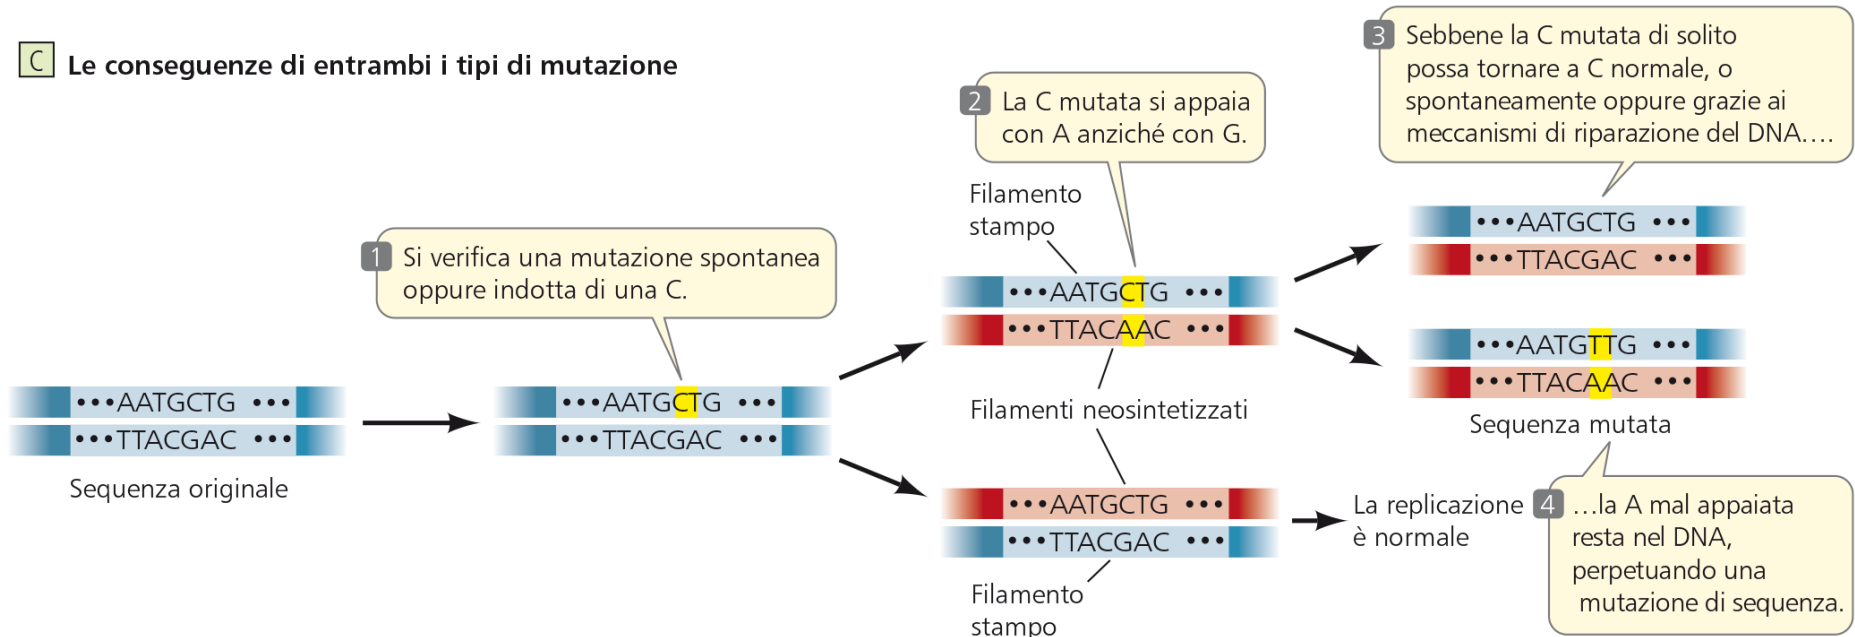 C Le conseguenze di entrambi i tipi di mutazione
•••AATGCTG •••
•••TTACGAC •••
Sequenza originale
1 Si verifica una mutazione spontanea
oppure indotta di una C.
•••AATGCTG •••
•••TTACGAC •••
2 La C mutata si appaia
con A anziché con G.
Filamento
stampo
•••AATGCTG •••
•••TTACAAC •••
Filamenti neosintetizzati
•••AATGCTG •••
•••TTACGAC •••
Filamento
stampo
3 Sebbene la C mutata di solito
possa tornare a C normale, o
spontaneamente oppure grazie ai
meccanismi di riparazione del DNA….
•••AATGCTG •••
•••TTACGAC •••
•••AATGTTG •••
•••TTACAAC •••
Sequenza mutata
La replicazione
è normale
4 …la A mal appaiata
resta nel DNA,
perpetuando una
mutazione di sequenza.